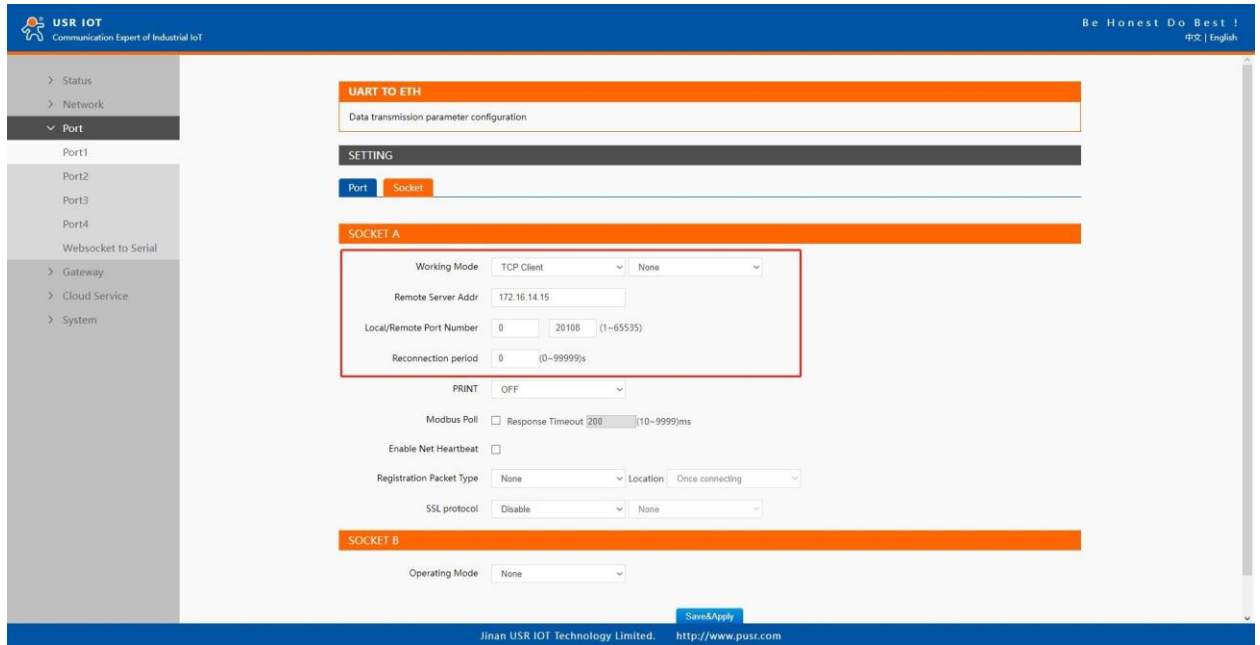 USR IOT
Communication Expert of Industrial IoT
Be Honest Do Best !
中文 | English
Status
Network
Port
Port1
Port2
Port3
Port4
Websocket to Serial
Gateway
Cloud Service
System
UART TO ETH
Data transmission parameter configuration
SETTING
Port Socket
SOCKET A
Working Mode TCP Client None
Remote Server Addr 172.16.14.15
Local/Remote Port Number 0 20108 (1~65535)
Reconnection period 0 (0~99999)s
PRINT OFF
Modbus Poll Response Timeout 200 (10~9999)ms
Enable Net Heartbeat
Registration Packet Type None Location Once connecting
SSL protocol Disable None
SOCKET B
Operating Mode None
Save&Apply
Jinan USR IOT Technology Limited. http://www.pusr.com